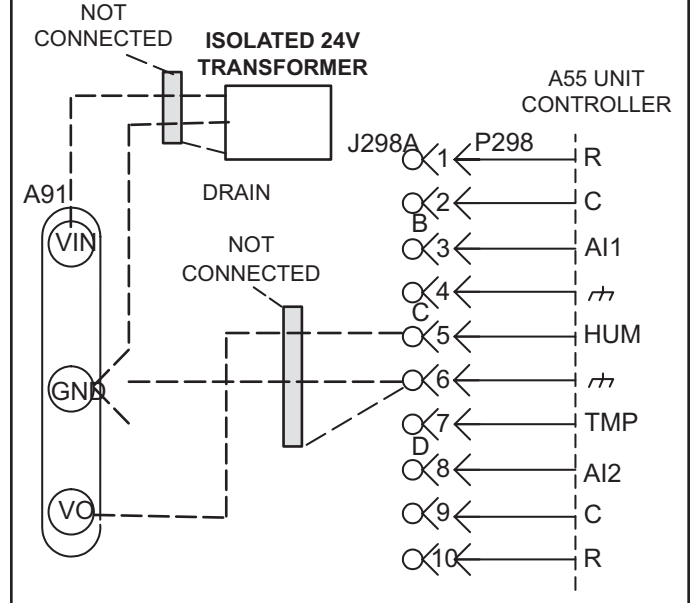 NOT
CONNECTED
ISOLATED 24V
TRANSFORMER
A55 UNIT
CONTROLLER
J298A
P298
1
R
A91
DRAIN
2
C
B
VIN
NOT
CONNECTED
3
AI1
4
C
5
HUM
GND
6
7
TMP
D
8
AI2
VO
9
C
10
R